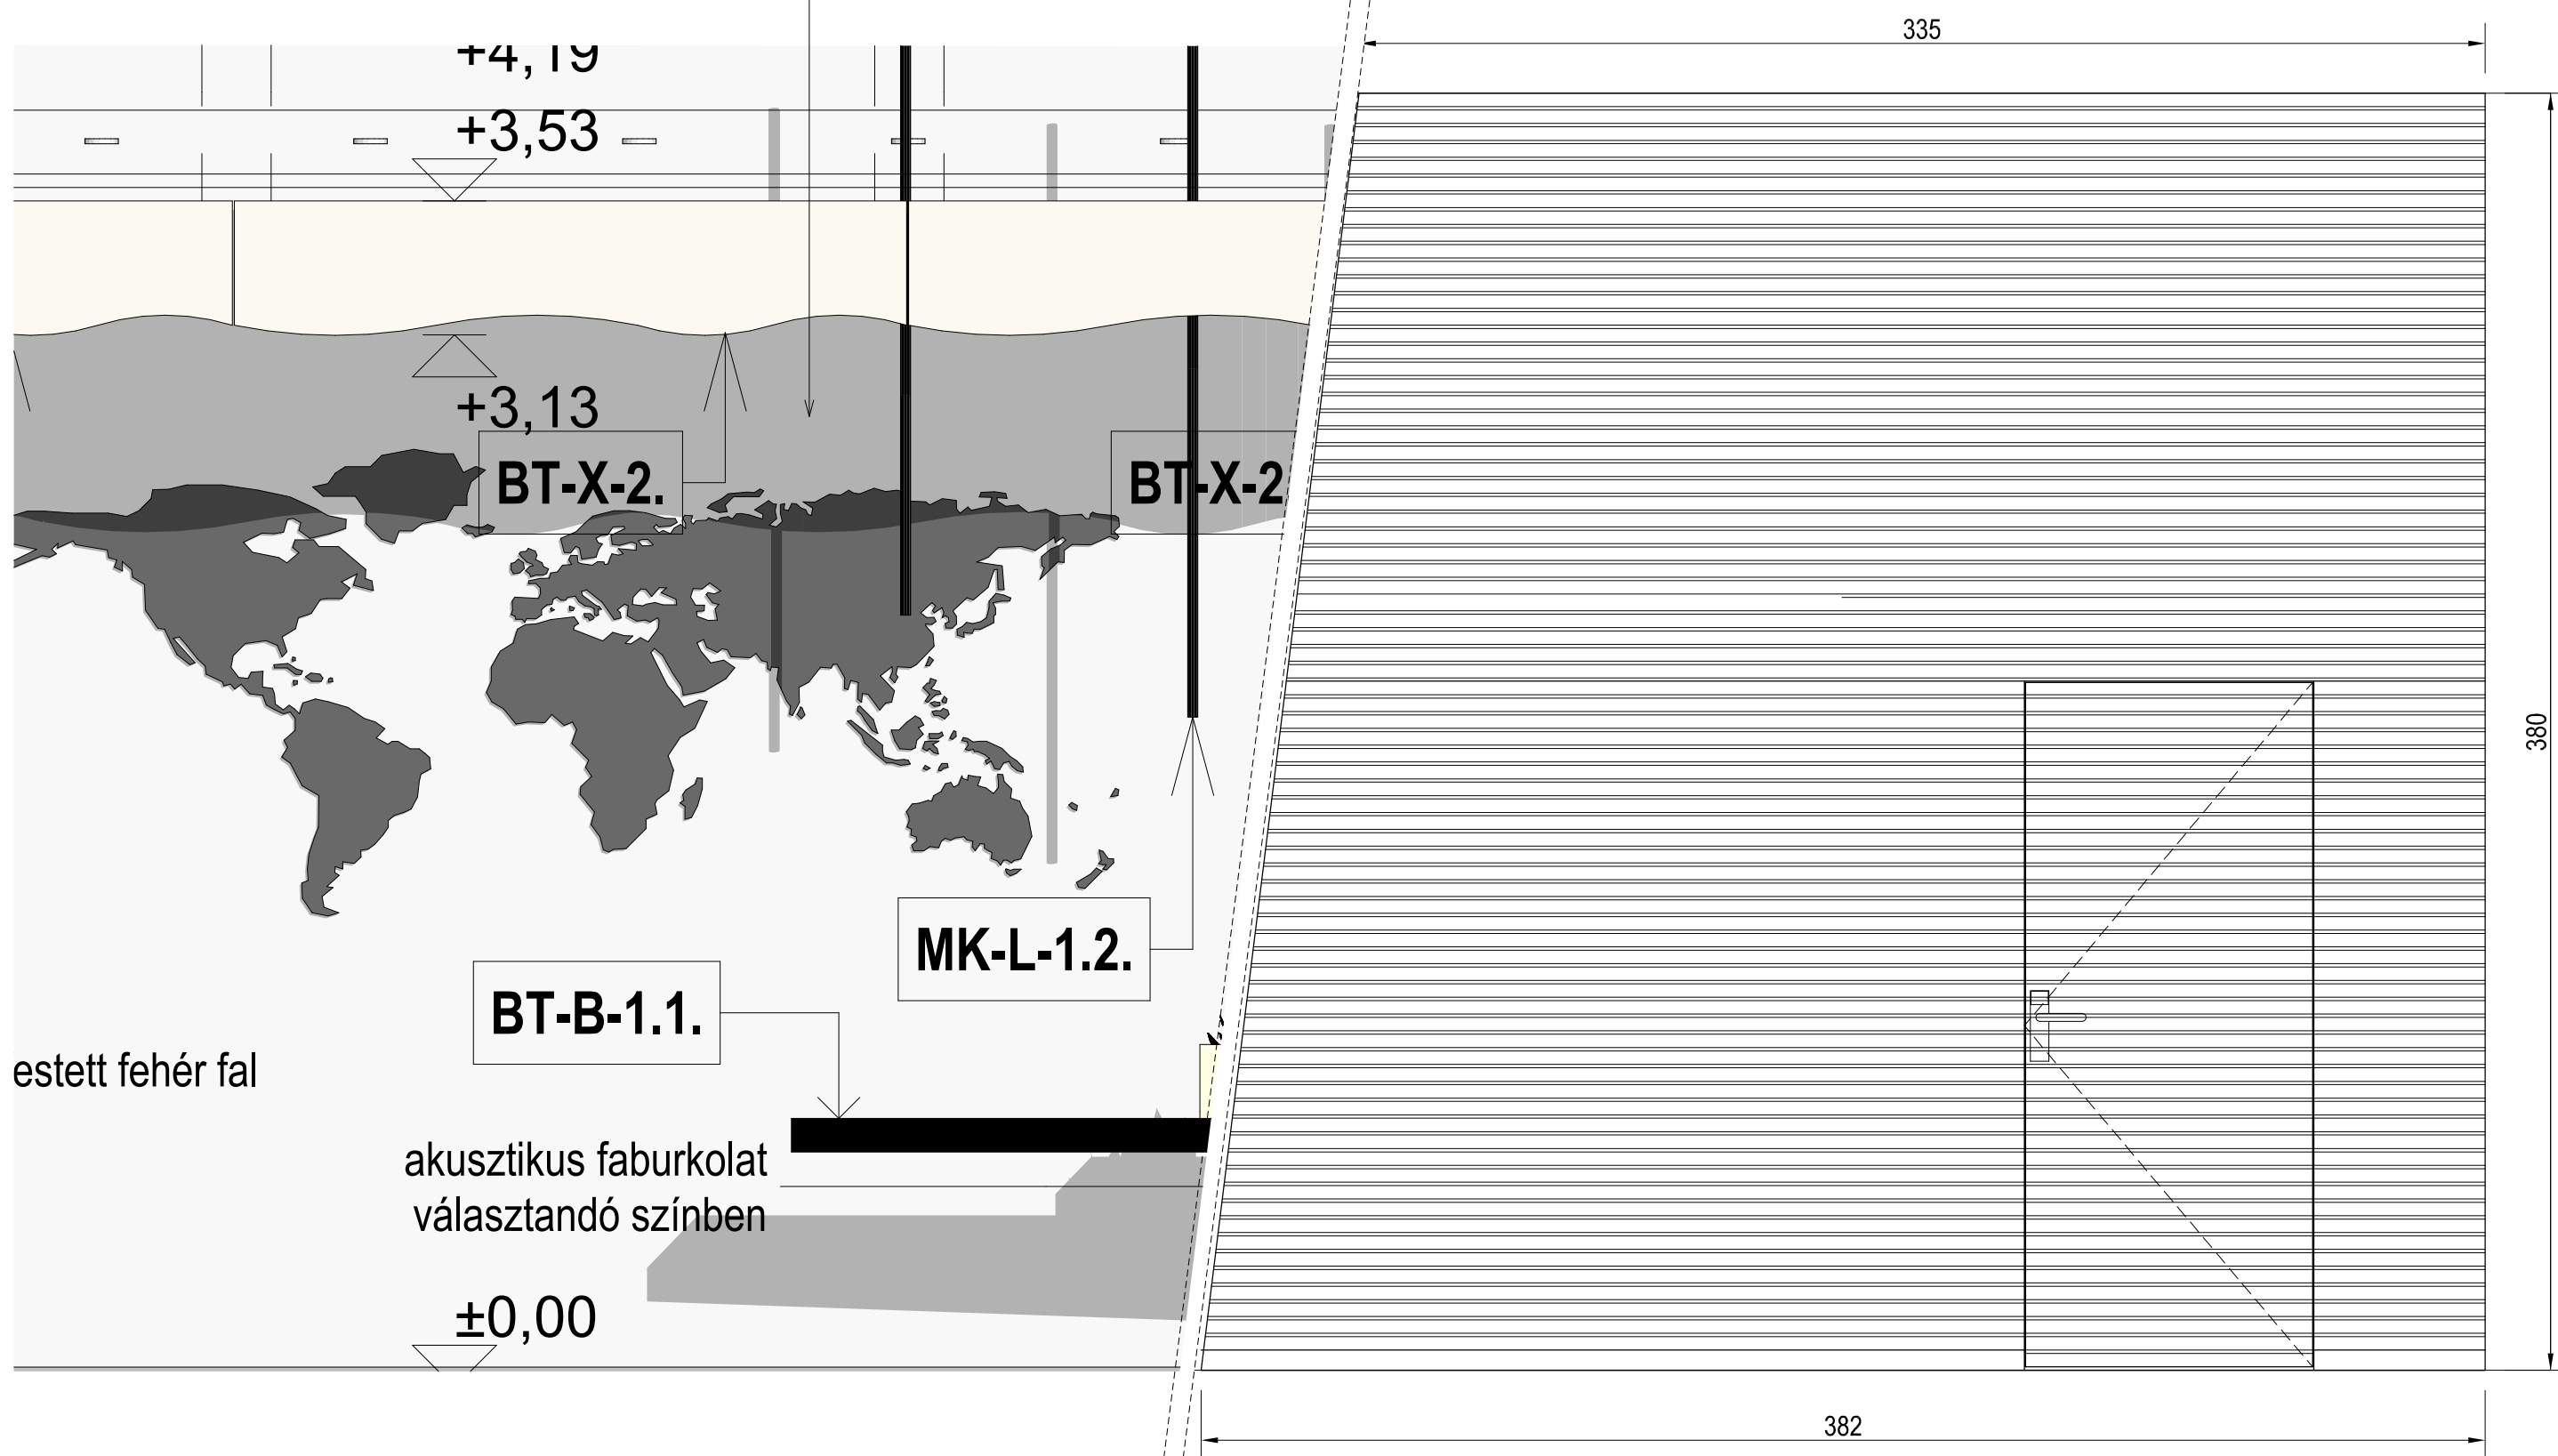 335
+4,19
+3,53
+3,13
BT-X-2.
BT-X-2
380
MK-L-1.2.
BT-B-1.1.
estett fehér fal
akusztikus faburkolat
választandó színben
±0,00
382